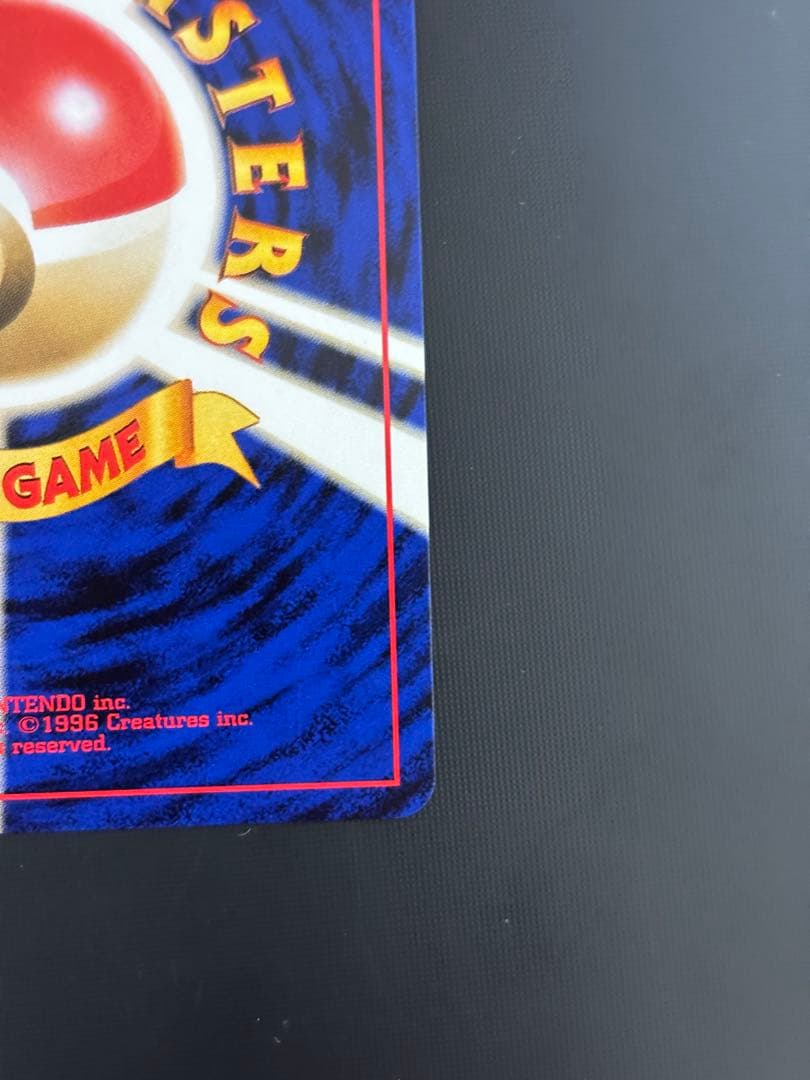 STERS
GAME
NTENDO inc.
©1996 Creatures inc.
reserved.